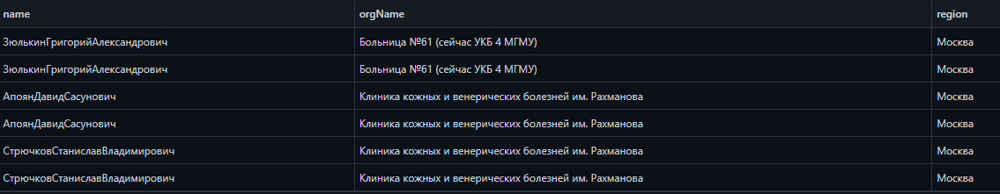 name orgName region
ЗюлькинГригорийАлександрович Больница №61 (сейчас УКБ 4 МГМУ) Москва
ЗюлькинГригорийАлександрович Больница №61 (сейчас УКБ 4 МГМУ) Москва
АпоянДавидСасунович Клиника кожных и венерических болезней им. Рахманова Москва
АпоянДавидСасунович Клиника кожных и венерических болезней им. Рахманова Москва
СтрючковСтаниславВладимирович Клиника кожных и венерических болезней им. Рахманова Москва
СтрючковСтаниславВладимирович Клиника кожных и венерических болезней им. Рахманова Москва